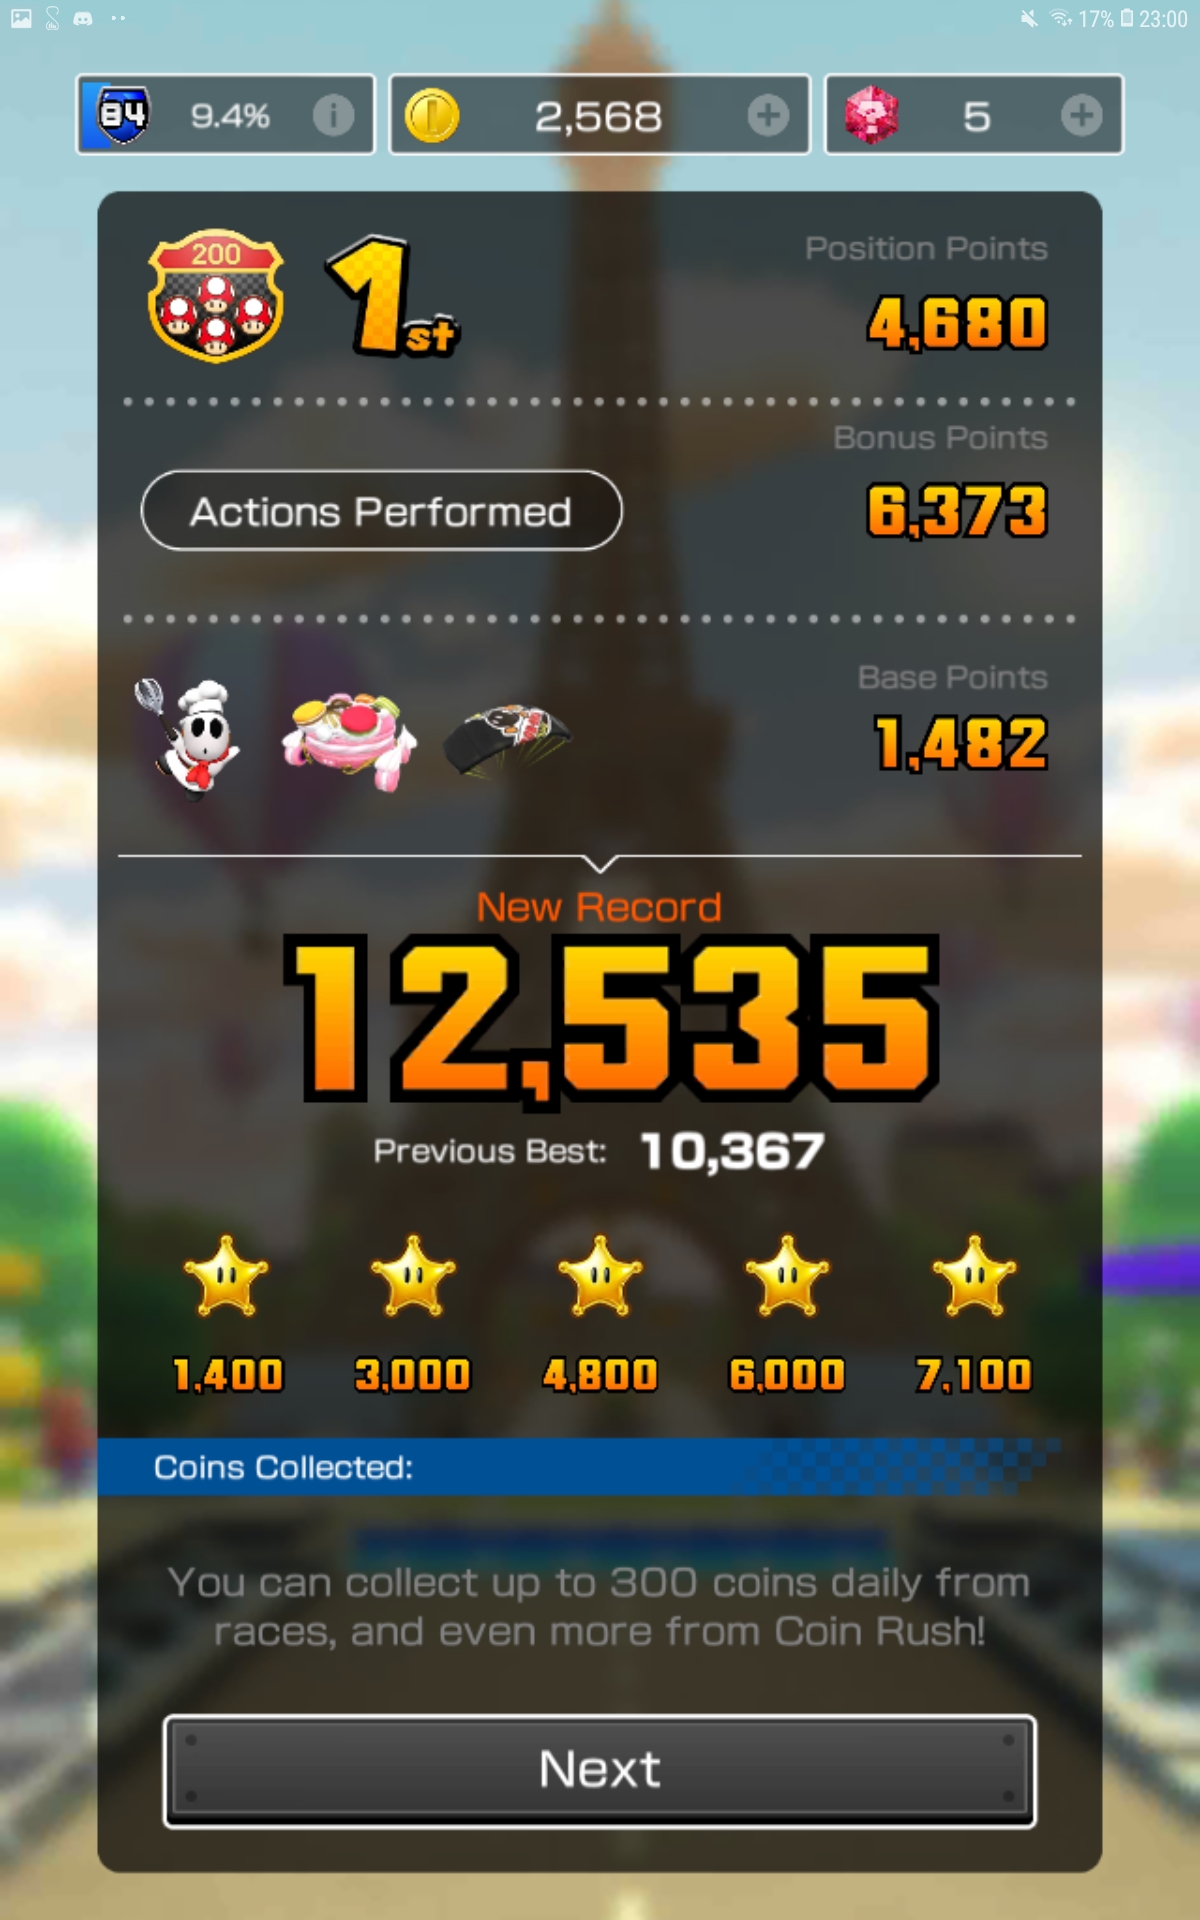 17% 23:00
84 9.4% i 2,568 + 5 +
200
1st
Position Points
4,680
Bonus Points
Actions Performed
6,373
Base Points
1,482
New Record
12,535
Previous Best: 10,367
1,400 3,000 4,800 6,000 7,100
Coins Collected:
You can collect up to 300 coins daily from
races, and even more from Coin Rush!
Next